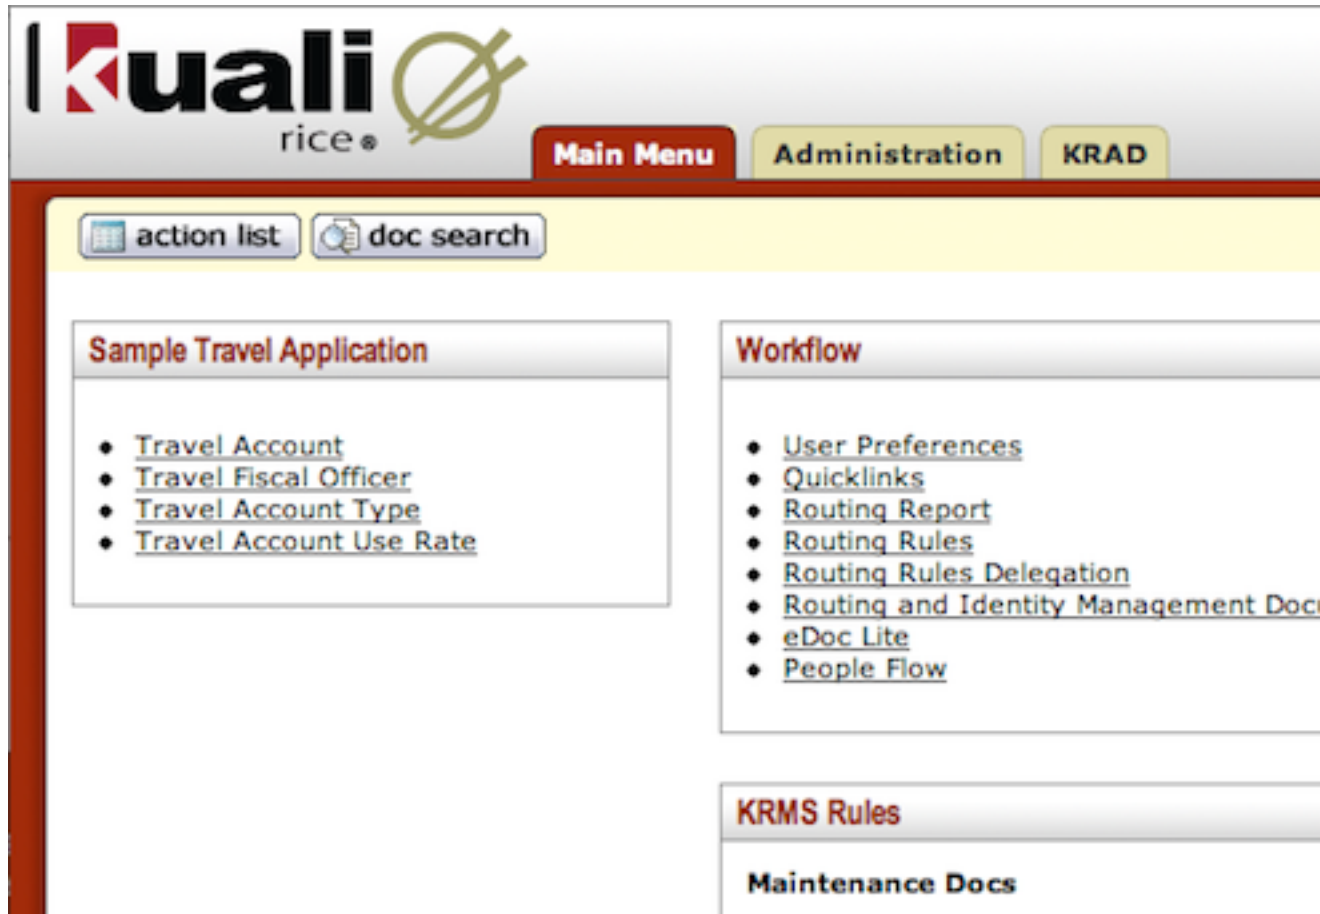 kuali
rice®
Main Menu
Administration
KRAD
action list
doc search
Sample Travel Application
Travel Account
Travel Fiscal Officer
Travel Account Type
Travel Account Use Rate
Workflow
User Preferences
Quicklinks
Routing Report
Routing Rules
Routing Rules Delegation
Routing and Identity Management
eDoc Lite
People Flow
KRMS Rules
Maintenance Docs